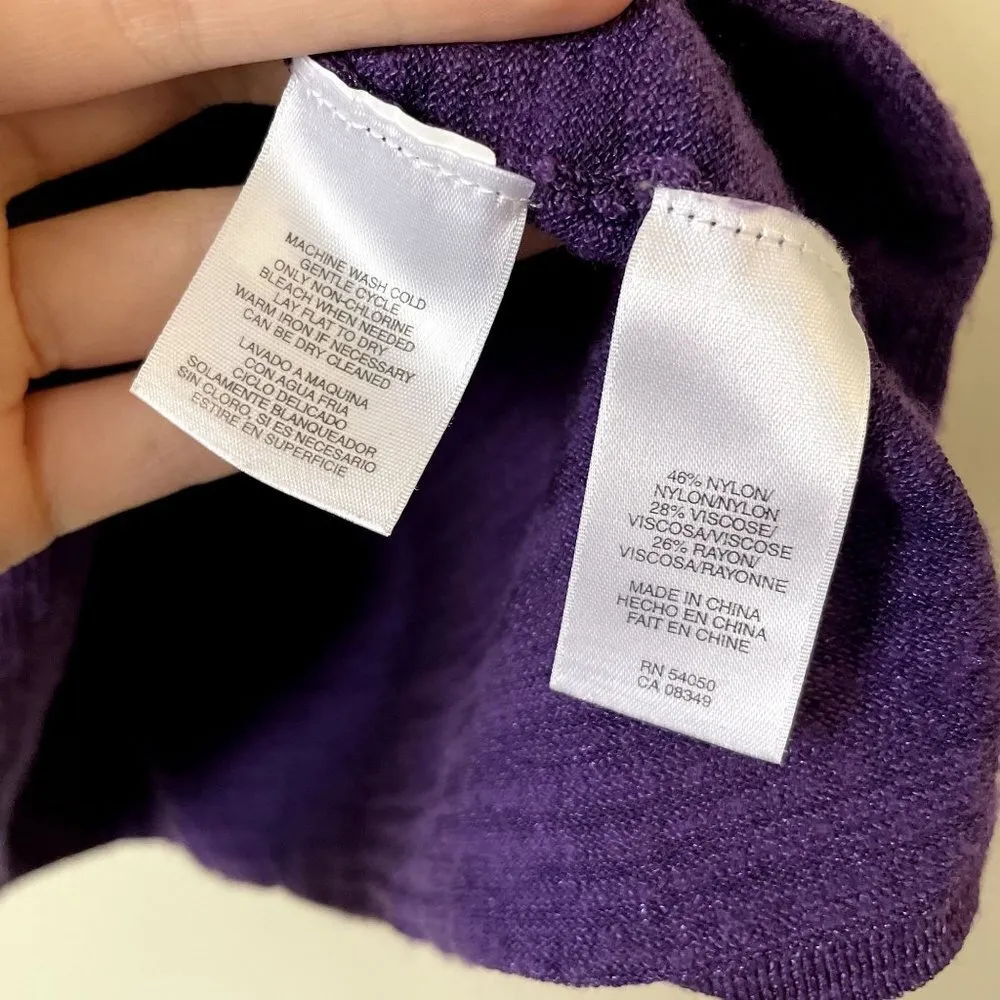 MACHINE WASH COLD
GENTLE CYCLE
ONLY NON-CHLORINE
BLEACH WHEN NEEDED
LAY FLAT TO DRY
WARM IRON IF NECESSARY
CAN BE DRY CLEANED
LAVADO A MAQUINA
CON AGUA FRIA
CICLO DELICADO
SOLAMENTE BLANQUEADOR
SIN CLORO, SI ES NECESARIO
ESTIRE EN SUPERFICIE
46% NYLON/
NYLON/NYLON
28% VISCOSE/
VISCOSA/VISCOSE
26% RAYON/
VISCOSA/RAYONNE
MADE IN CHINA
HECHO EN CHINA
FAIT EN CHINE
RN 54050
CA 08349